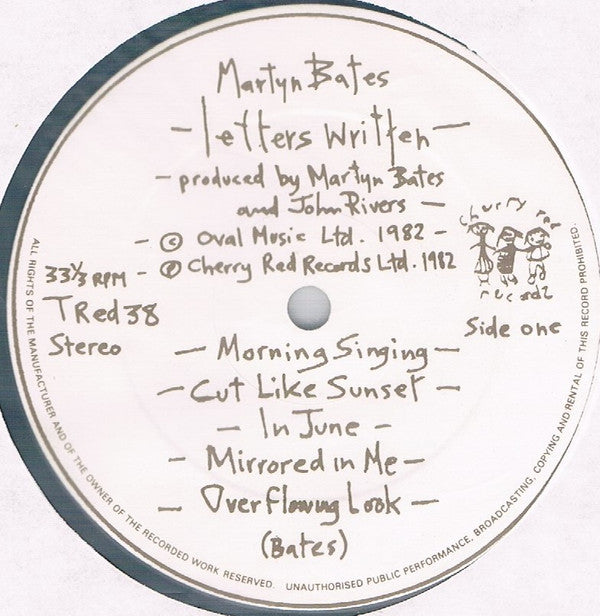 Martyn Bates
- letters written -
- produced by Martyn Bates
and John Rivers -
- © Oval Music Ltd. 1982 -
- ℗ Cherry Red Records Ltd. 1982
churry red
recordz
33⅓ RPM
T Red 38
Stereo
Side one
- Morning Singing -
- Cut Like Sunset -
- In June -
- Mirrored in Me -
- Overflowing Look -
(Bates)
ALL RIGHTS OF THE MANUFACTURER AND OF THE OWNER OF THE RECORDED WORK RESERVED. UNAUTHORISED PUBLIC PERFORMANCE, BROADCASTING, COPYING AND RENTAL OF THIS RECORD PROHIBITED.